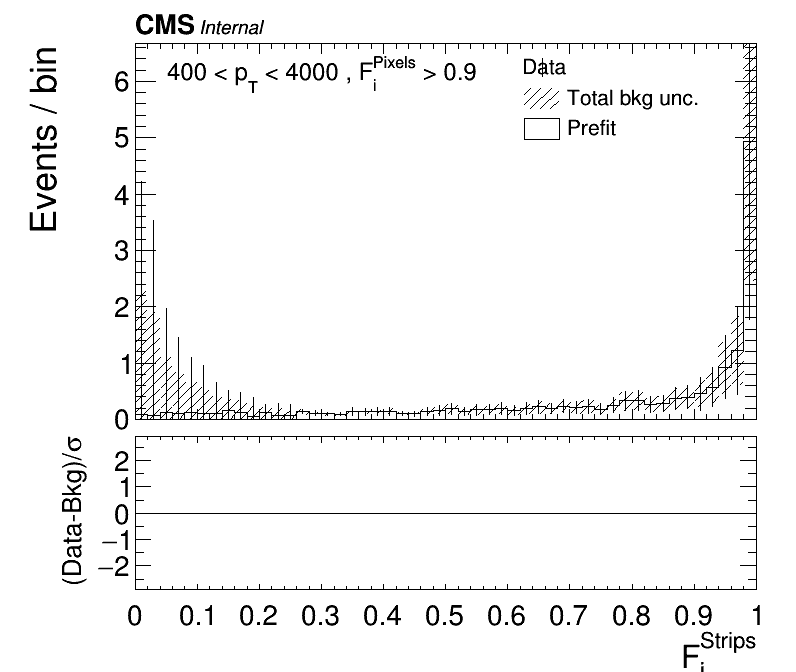 CMS Internal
400 < p_T < 4000 , F_i^Pixels > 0.9
Data
Total bkg unc.
Prefit
Events / bin
6
5
4
3
2
1
0
(Data-Bkg)/σ
2
1
0
−1
−2
0 0.1 0.2 0.3 0.4 0.5 0.6 0.7 0.8 0.9 1
F_i^Strips